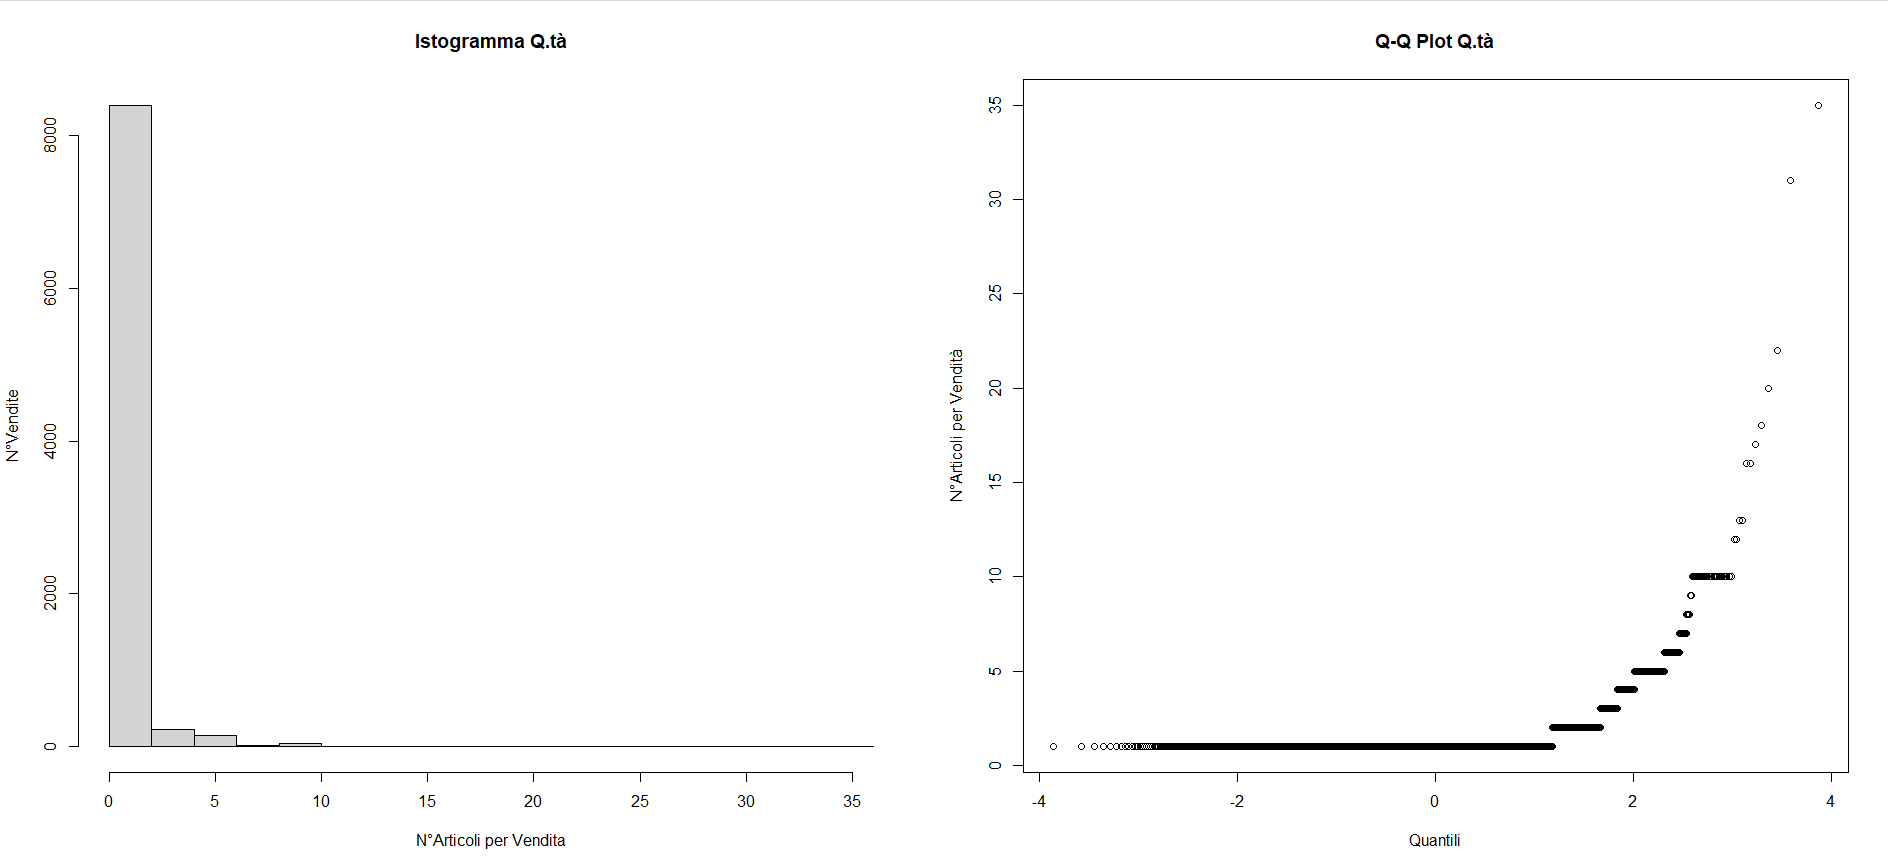 Istogramma Q.tà
N°Vendite
0
2000
4000
6000
8000
0 5 10 15 20 25 30 35
N°Articoli per Vendita
Q-Q Plot Q.tà
N°Articoli per Vendità
0
5
10
15
20
25
30
35
-4 -2 0 2 4
Quantili